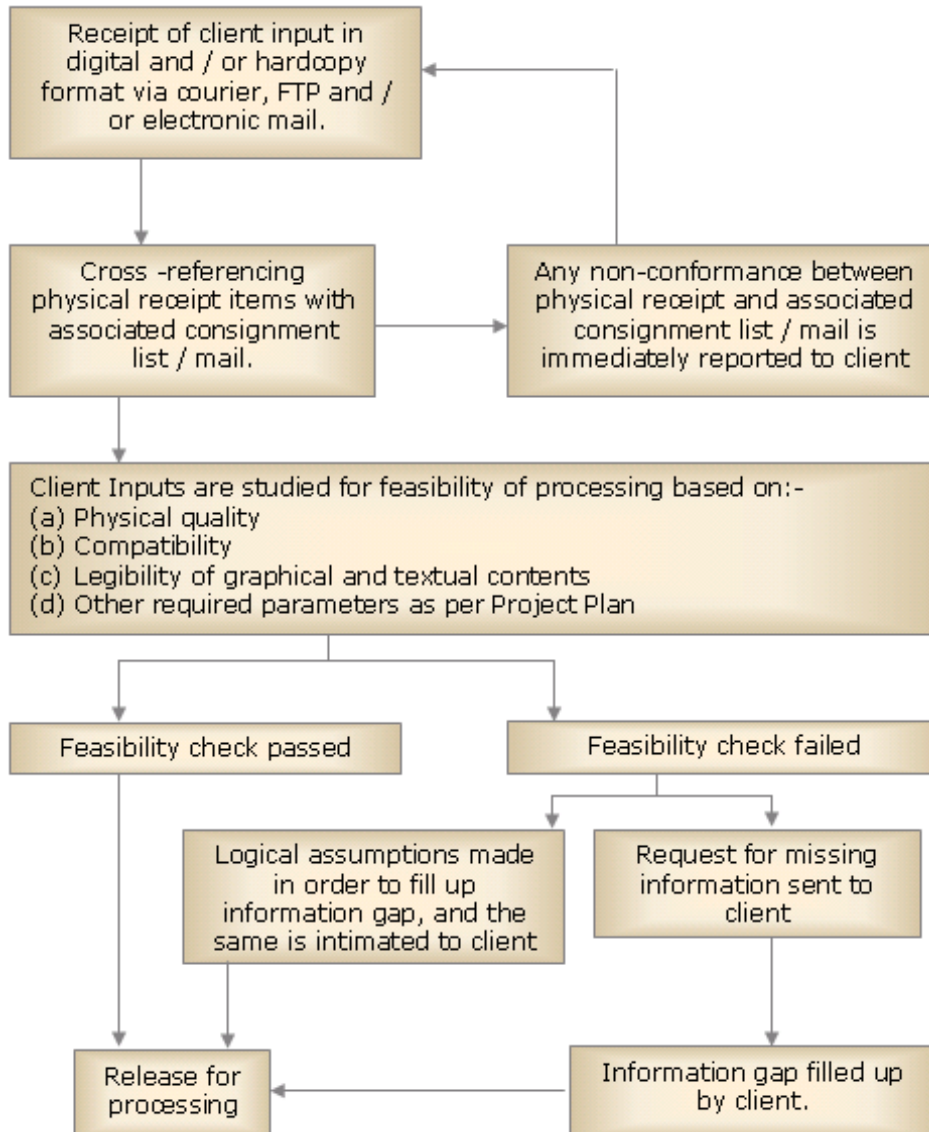 Receipt of client input in
digital and / or hardcopy
format via courier, FTP and /
or electronic mail.
Cross -referencing
physical receipt items with
associated consignment
list / mail.
Any non-conformance between
physical receipt and associated
consignment list / mail is
immediately reported to client
Client Inputs are studied for feasibility of processing based on:-
(a) Physical quality
(b) Compatibility
(c) Legibility of graphical and textual contents
(d) Other required parameters as per Project Plan
Feasibility check passed
Feasibility check failed
Logical assumptions made
in order to fill up
information gap, and the
same is intimated to client
Request for missing
information sent to
client
Release for
processing
Information gap filled up
by client.